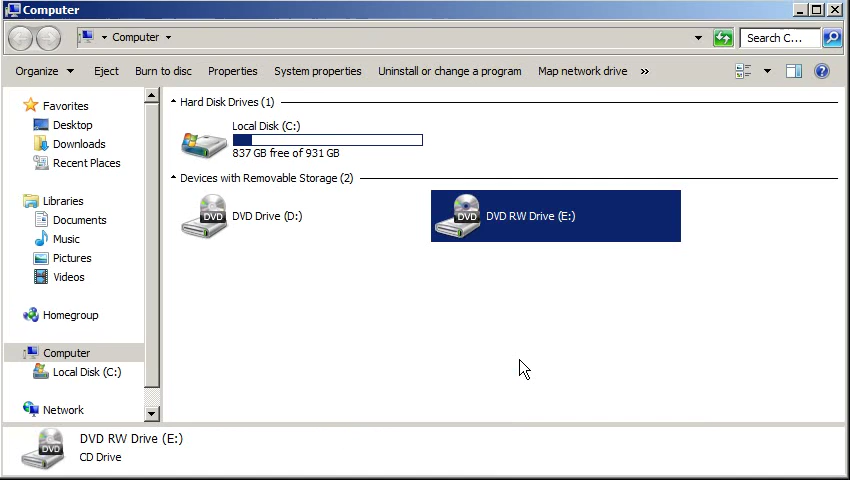 Computer
Computer
Search C...
Organize Eject Burn to disc Properties System properties Uninstall or change a program Map network drive »
Favorites
Desktop
Downloads
Recent Places
Libraries
Documents
Music
Pictures
Videos
Homegroup
Computer
Local Disk (C:)
Network
Hard Disk Drives (1)
Local Disk (C:)
837 GB free of 931 GB
Devices with Removable Storage (2)
DVD
DVD Drive (D:)
DVD
DVD RW Drive (E:)
DVD
DVD RW Drive (E:)
CD Drive